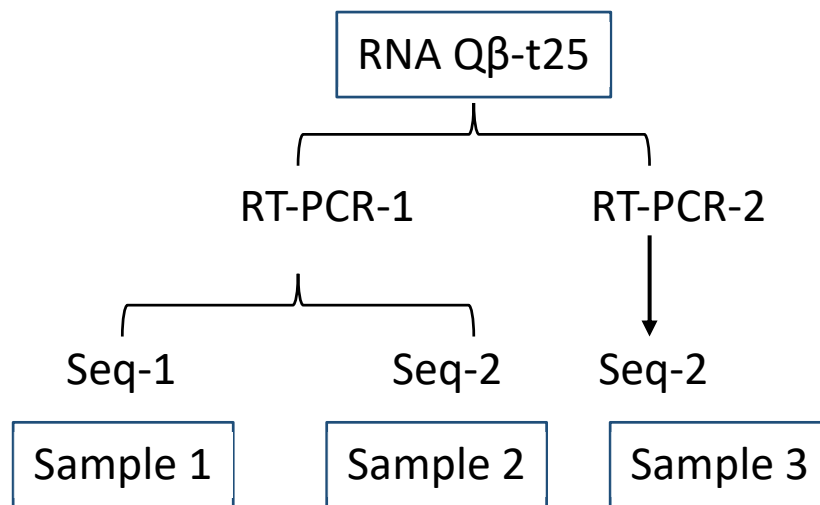 RNA Qβ-t25
RT-PCR-1 RT-PCR-2
Seq-1 Seq-2 Seq-2
Sample 1 Sample 2 Sample 3